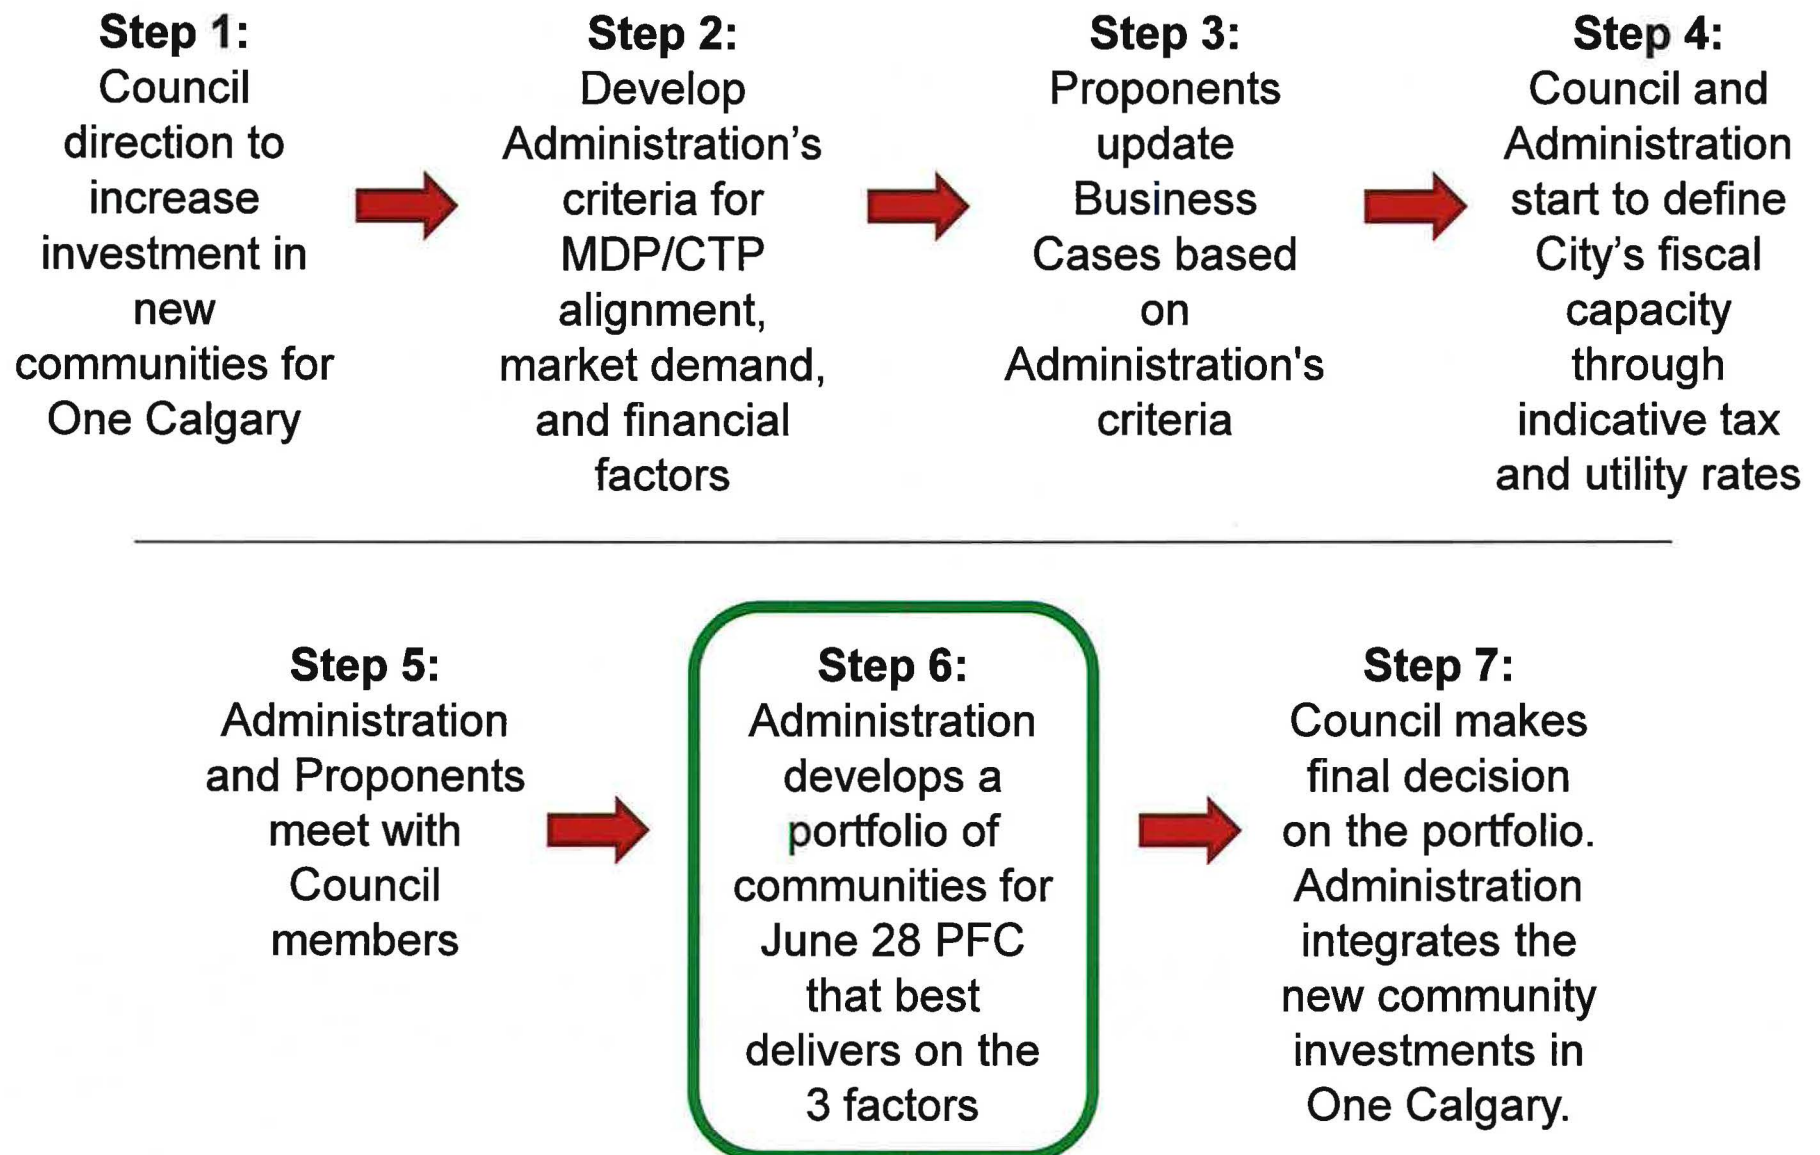 Step 1:
Council
direction to
increase
investment in
new
communities for
One Calgary
Step 2:
Develop
Administration’s
criteria for
MDP/CTP
alignment,
market demand,
and financial
factors
Step 3:
Proponents
update
Business
Cases based
on
Administration's
criteria
Step 4:
Council and
Administration
start to define
City’s fiscal
capacity
through
indicative tax
and utility rates
Step 5:
Administration
and Proponents
meet with
Council
members
Step 6:
Administration
develops a
portfolio of
communities for
June 28 PFC
that best
delivers on the
3 factors
Step 7:
Council makes
final decision
on the portfolio.
Administration
integrates the
new community
investments in
One Calgary.